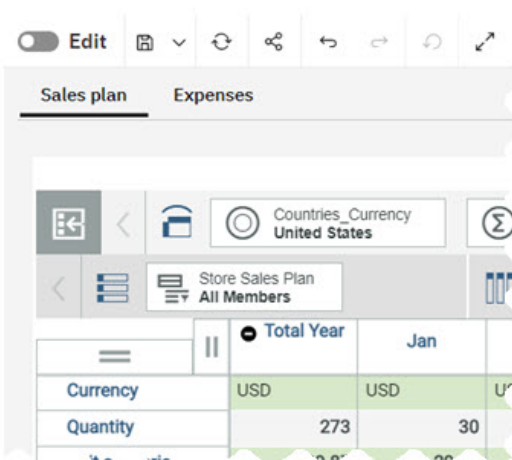 Edit
Sales plan Expenses
Countries_Currency
United States
Store Sales Plan
All Members
Total Year Jan
Currency USD USD
Quantity 273 30